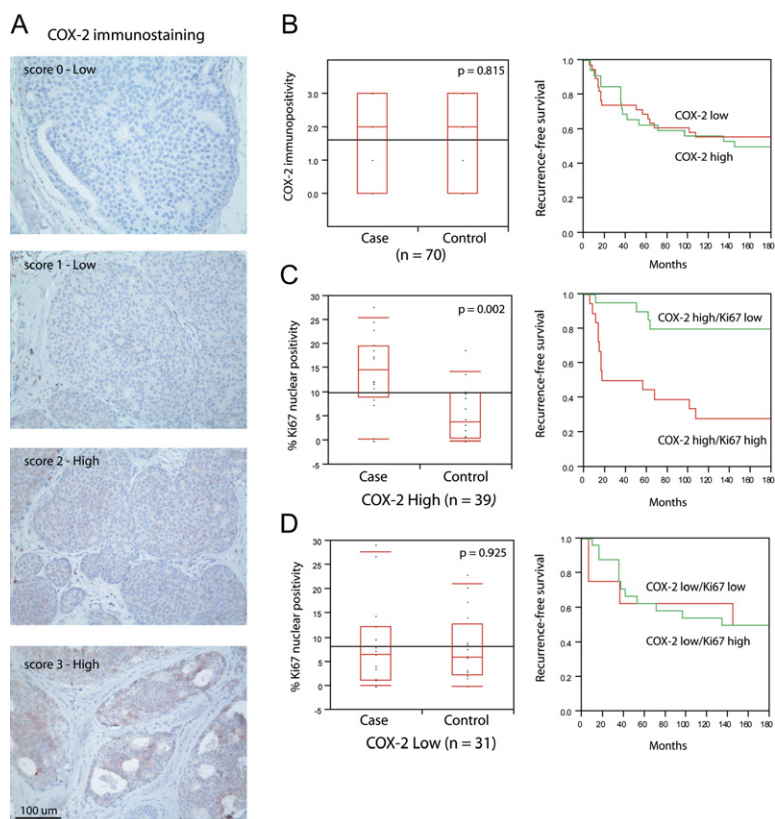 A
COX-2 immunostaining
score 0 - Low
score 1 - Low
score 2 - High
score 3 - High
100 um
B
COX-2 immunopositivity
3.0
2.0
1.0
0.0
p = 0.815
Case
Control
(n = 70)
Recurrence-free survival
1.0
0.8
0.6
0.4
0.2
0.0
COX-2 low
COX-2 high
0 20 40 60 80 100 120 140 160 180
Months
C
% Ki67 nuclear positivity
30
25
20
15
10
5
0
-5
p = 0.002
Case
Control
COX-2 High (n = 39)
Recurrence-free survival
1.0
0.8
0.6
0.4
0.2
0.0
COX-2 high/Ki67 low
COX-2 high/Ki67 high
0 20 40 60 80 100 120 140 160 180
Months
D
% Ki67 nuclear positivity
30
25
20
15
10
5
0
-5
p = 0.925
Case
Control
COX-2 Low (n = 31)
Recurrence-free survival
1.0
0.8
0.6
0.4
0.2
0.0
COX-2 low/Ki67 low
COX-2 low/Ki67 high
0 20 40 60 80 100 120 140 160 180
Months